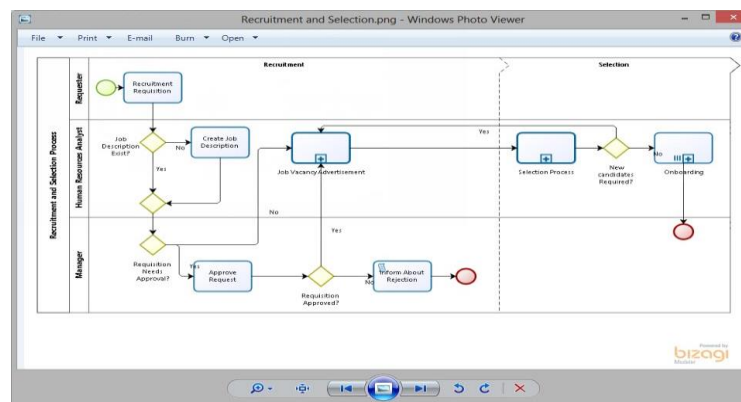 Recruitment and Selection.png - Windows Photo Viewer
File Print E-mail Burn Open
Recruitment
Selection
Recruitment and Selection Process
Requester
Recruitment
Requisition
Human Resources Analyst
Job
Description
Exist?
No
Create Job
Description
Yes
Job Vacancy Advertisement
Yes
Selection Process
New
candidates
Required?
No
Onboarding
No
Yes
Manager
Requisition
Needs
Approval?
Yes
Approve
Request
Requisition
Approved?
No
Inform About
Rejection
Powered by
bizagi
Modeler